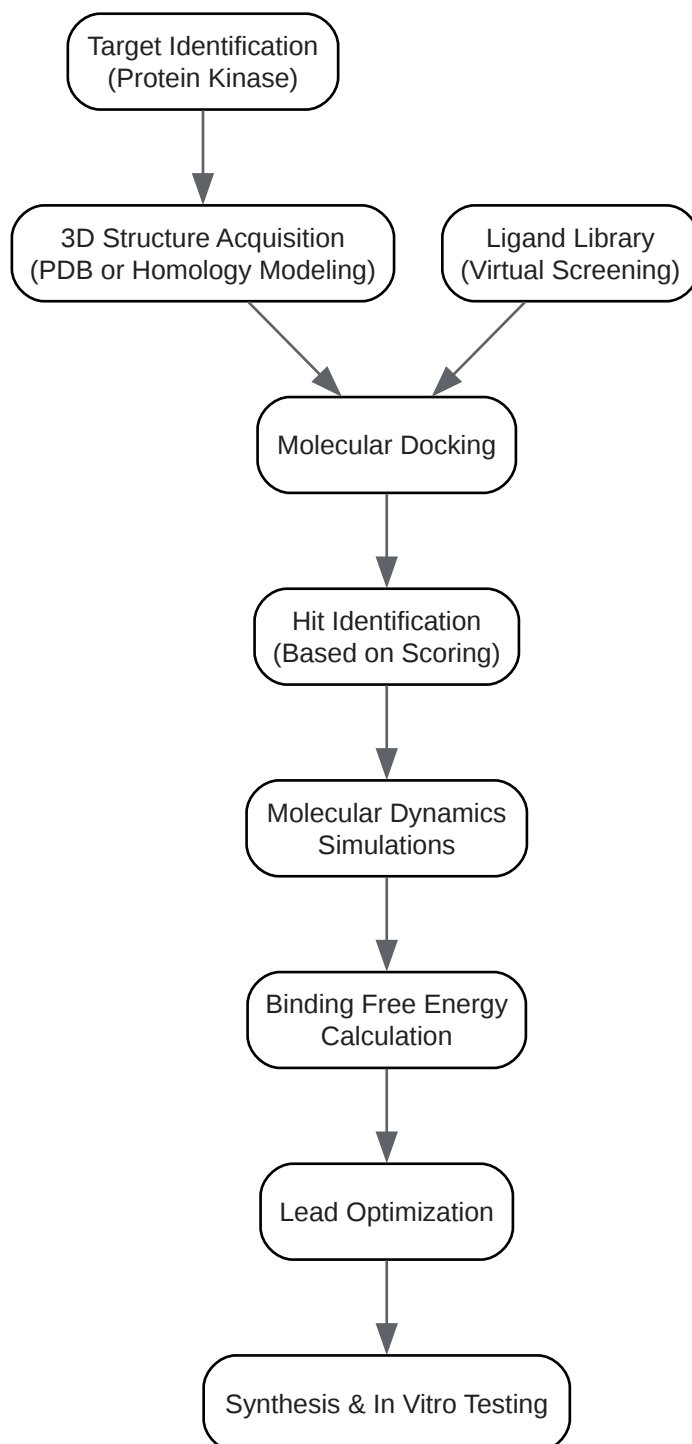 Target Identification
(Protein Kinase)
3D Structure Acquisition
(PDB or Homology Modeling)
Ligand Library
(Virtual Screening)
Molecular Docking
Hit Identification
(Based on Scoring)
Molecular Dynamics
Simulations
Binding Free Energy
Calculation
Lead Optimization
Synthesis & In Vitro Testing